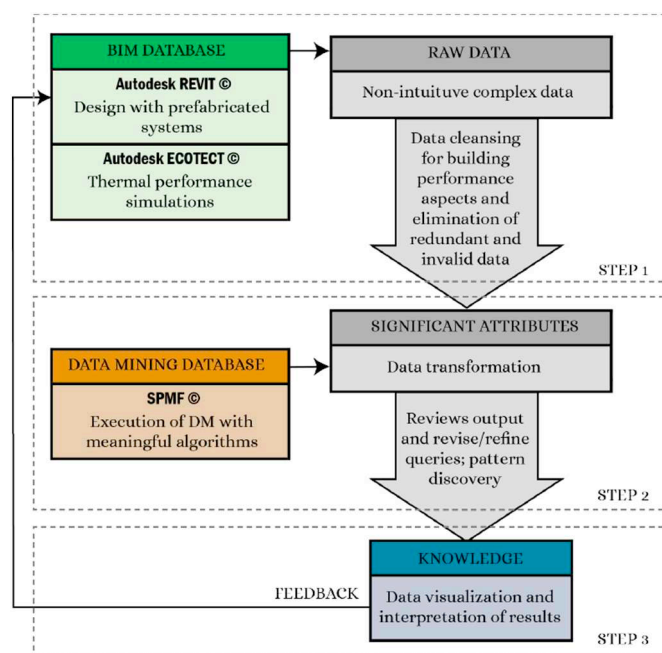 BIM DATABASE
Autodesk REVIT ©
Design with prefabricated
systems
Autodesk ECOTECT ©
Thermal performance
simulations
RAW DATA
Non-intuituve complex data
Data cleansing
for building
performance
aspects and
elimination of
redundant and
invalid data
STEP 1
DATA MINING DATABASE
SPMF ©
Execution of DM with
meaningful algorithms
SIGNIFICANT ATTRIBUTES
Data transformation
Reviews output
and revise/refine
queries; pattern
discovery
STEP 2
KNOWLEDGE
Data visualization and
interpretation of results
FEEDBACK
STEP 3